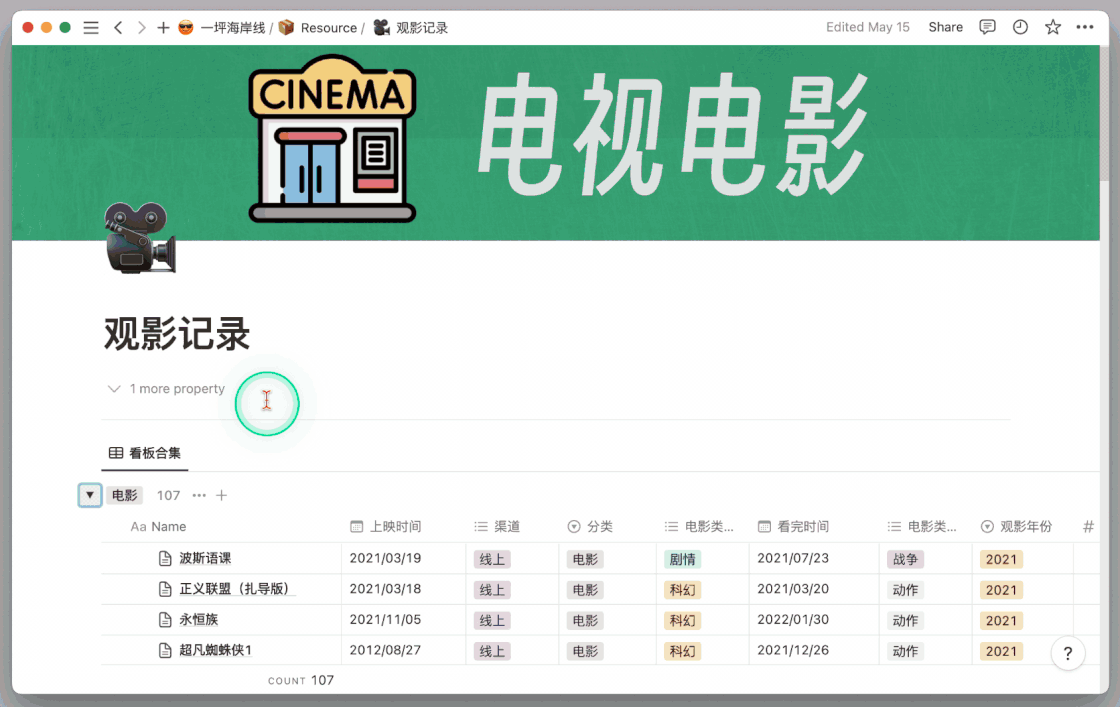 一坪海岸线 / Resource / 观影记录 Edited May 15 Share
CINEMA 电视电影
观影记录
1 more property
看板合集
电影 107
Aa Name 上映时间 渠道 分类 电影类... 看完时间 电影类... 观影年份 #
波斯语课 2021/03/19 线上 电影 剧情 2021/07/23 战争 2021
正义联盟（扎导版） 2021/03/18 线上 电影 科幻 2021/03/20 动作 2021
永恒族 2021/11/05 线上 电影 科幻 2022/01/30 动作 2021
超凡蜘蛛侠1 2012/08/27 线上 电影 科幻 2021/12/26 动作 2021
?
COUNT 107